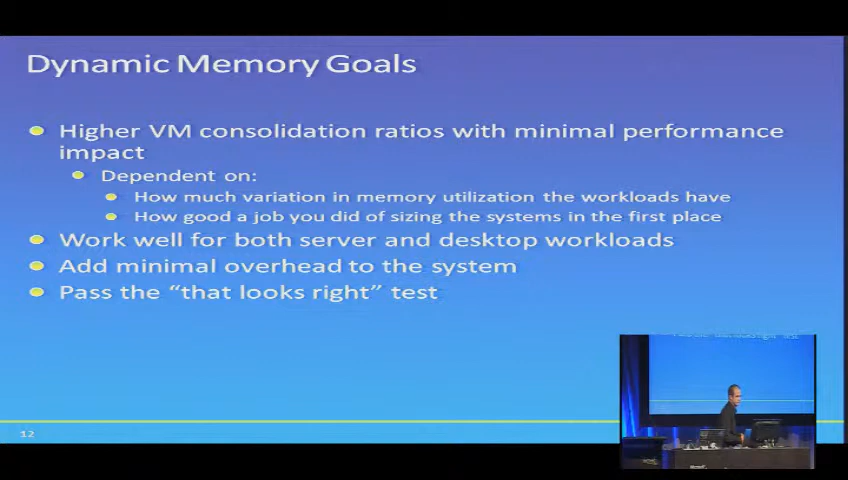 Dynamic Memory Goals
Higher VM consolidation ratios with minimal performance
impact
Dependent on:
How much variation in memory utilization the workloads have
How good a job you did of sizing the systems in the first place
Work well for both server and desktop workloads
Add minimal overhead to the system
Pass the “that looks right” test
12